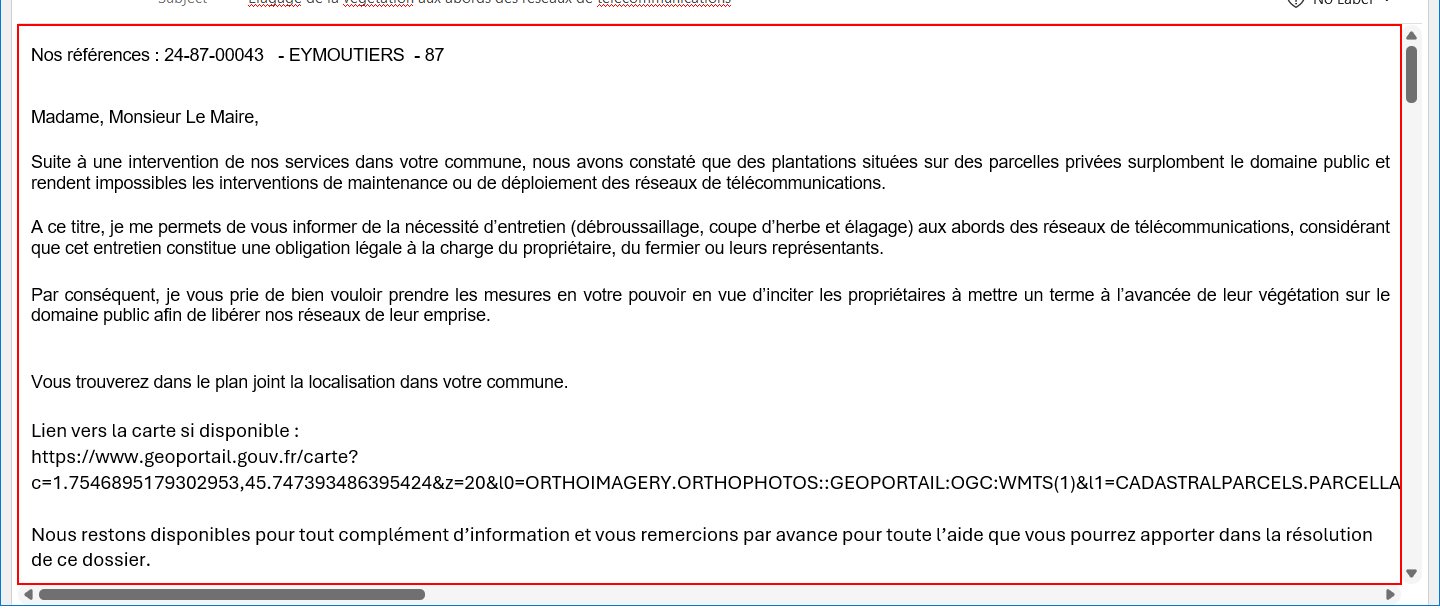 Subject Elagage de la végétation aux abords des réseaux de télécommunications No Label
Nos références : 24-87-00043 - EYMOUTIERS - 87
Madame, Monsieur Le Maire,
Suite à une intervention de nos services dans votre commune, nous avons constaté que des plantations situées sur des parcelles privées surplombent le domaine public et
rendent impossibles les interventions de maintenance ou de déploiement des réseaux de télécommunications.
A ce titre, je me permets de vous informer de la nécessité d’entretien (débroussaillage, coupe d’herbe et élagage) aux abords des réseaux de télécommunications, considérant
que cet entretien constitue une obligation légale à la charge du propriétaire, du fermier ou leurs représentants.
Par conséquent, je vous prie de bien vouloir prendre les mesures en votre pouvoir en vue d’inciter les propriétaires à mettre un terme à l’avancée de leur végétation sur le
domaine public afin de libérer nos réseaux de leur emprise.
Vous trouverez dans le plan joint la localisation dans votre commune.
Lien vers la carte si disponible :
https://www.geoportail.gouv.fr/carte?
c=1.7546895179302953,45.747393486395424&z=20&l0=ORTHOIMAGERY.ORTHOPHOTOS::GEOPORTAIL:OGC:WMTS(1)&l1=CADASTRALPARCELS.PARCELLA
Nous restons disponibles pour tout complément d’information et vous remercions par avance pour toute l’aide que vous pourrez apporter dans la résolution
de ce dossier.